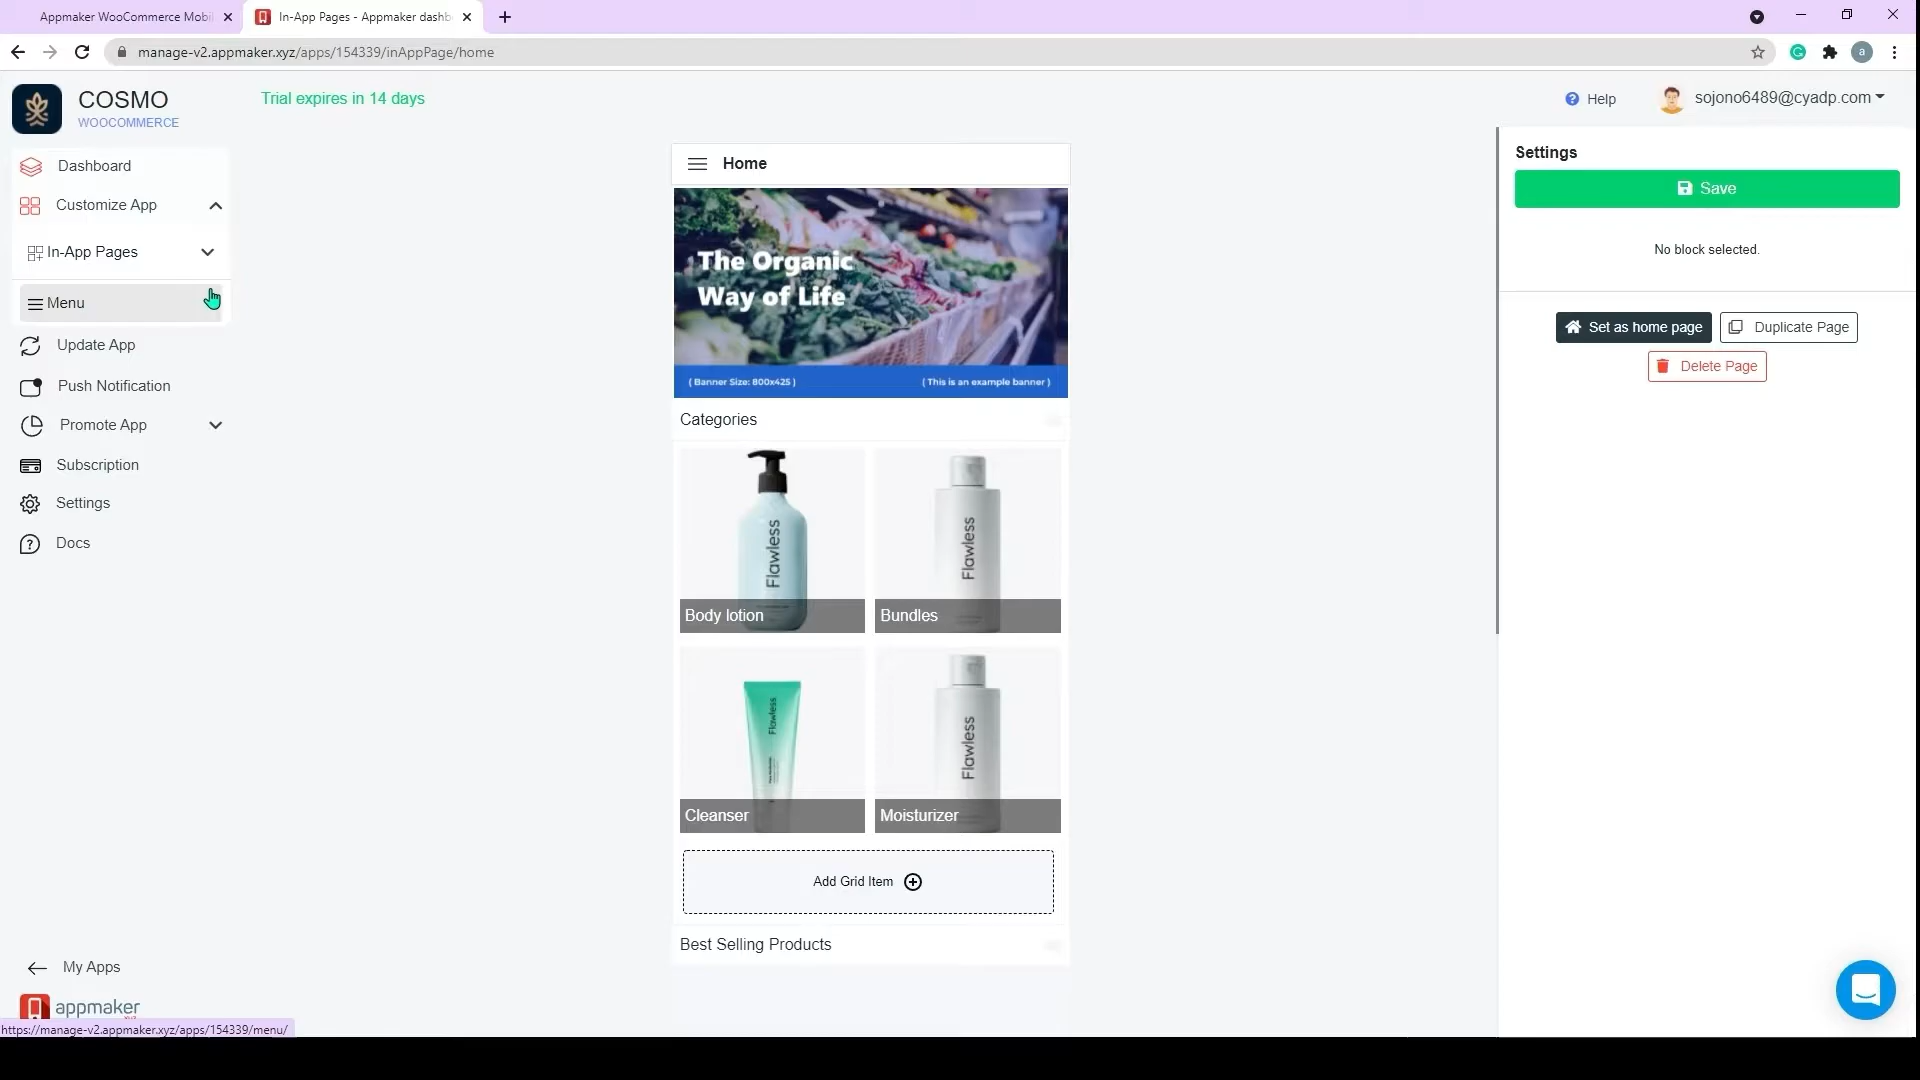 Appmaker WooCommerce Mobil
In-App Pages - Appmaker dashb
manage-v2.appmaker.xyz/apps/154339/inAppPage/home
a
COSMO
WOOCOMMERCE
Trial expires in 14 days
Help
sojono6489@cyadp.com
Dashboard
Customize App
In-App Pages
Menu
Update App
Push Notification
Promote App
Subscription
Settings
Docs
My Apps
appmaker
https://manage-v2.appmaker.xyz/apps/154339/menu/
Home
The Organic
Way of Life
( Banner Size: 800x425 )
( This is an example banner )
Categories
Flawless
Body lotion
Flawless
Bundles
Flawless
Cleanser
Flawless
Moisturizer
Add Grid Item
Best Selling Products
Settings
Save
No block selected.
Set as home page
Duplicate Page
Delete Page